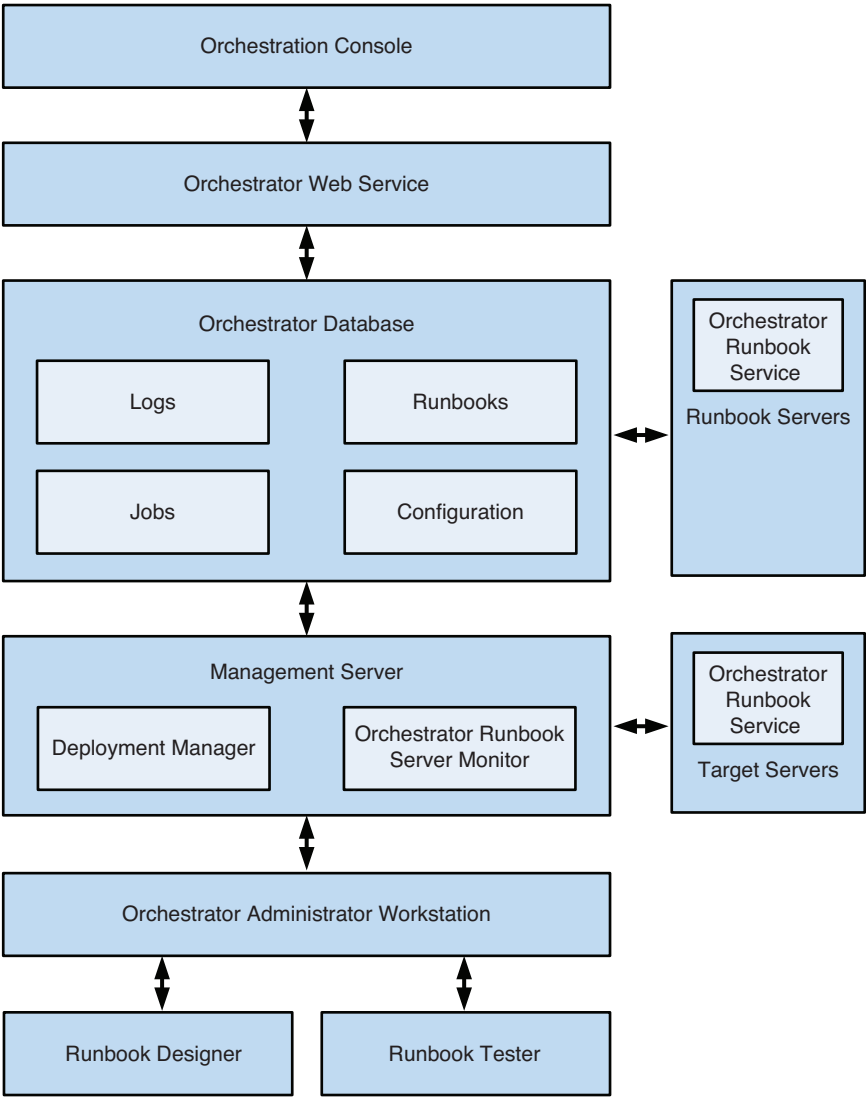 Orchestration Console
Orchestrator Web Service
Orchestrator Database
Logs
Runbooks
Jobs
Configuration
Orchestrator
Runbook
Service
Runbook Servers
Management Server
Deployment Manager
Orchestrator Runbook
Server Monitor
Orchestrator
Runbook
Service
Target Servers
Orchestrator Administrator Workstation
Runbook Designer
Runbook Tester